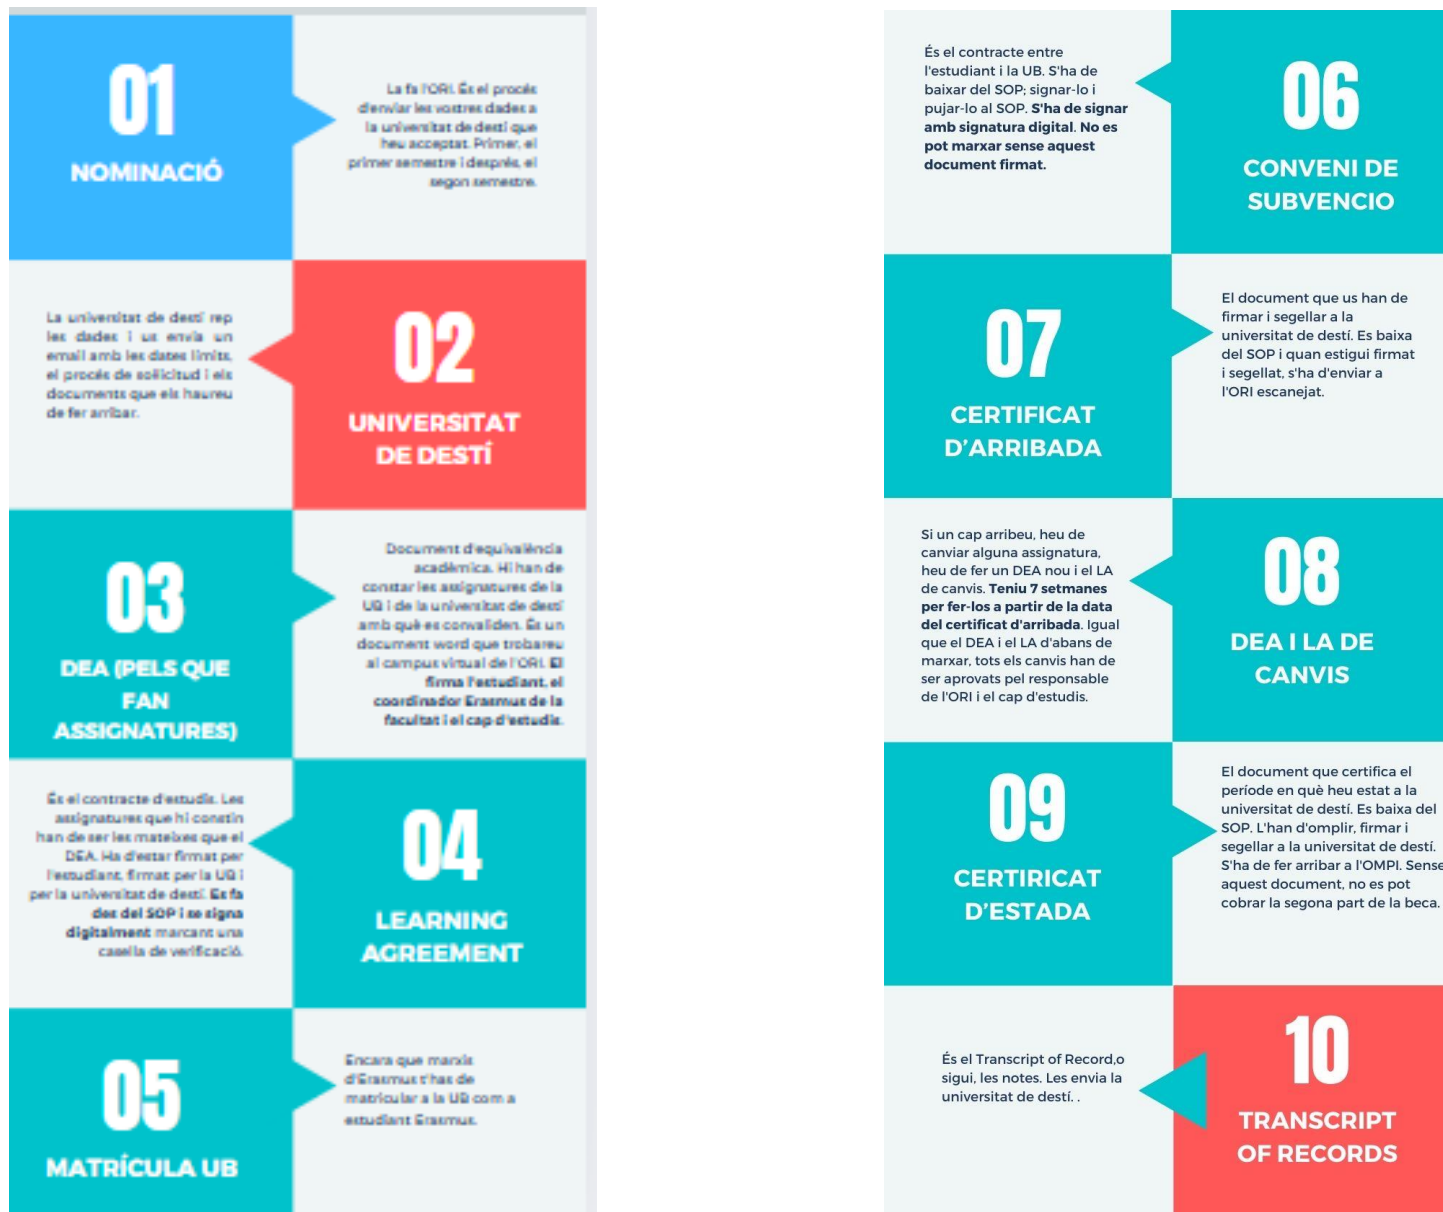 01
NOMINACIÓ
La fa l'ORI. És el procés
d'enviar les vostres dades a
la universitat de destí que
heu acceptat. Primer, el
primer semestre i després, el
segon semestre.
La universitat de destí rep
les dades i us envia un
email amb les dates límits,
el procés de sol·licitud i els
documents que els haureu
de fer arribar.
02
UNIVERSITAT
DE DESTÍ
03
DEA (PELS QUE
FAN
ASSIGNATURES)
Document d'equivalència
acadèmica. Hi han de
constar les assignatures de la
UB i de la universitat de destí
amb què es convaliden. És un
document word que trobareu
al campus virtual de l'ORI. El
firma l'estudiant, el
coordinador Erasmus de la
facultat i el cap d'estudis.
És el contracte d'estudis. Les
assignatures que hi constin
han de ser les mateixes que el
DEA. Ha d'estar firmat per
l'estudiant, firmat per la UB i
per la universitat de destí. Es fa
des del SOP i se signa
digitalment marcant una
casella de verificació.
04
LEARNING
AGREEMENT
05
MATRÍCULA UB
Encara que marxis
d'Erasmus t'has de
matricular a la UB com a
estudiant Erasmus.
És el contracte entre
l'estudiant i la UB. S'ha de
baixar del SOP; signar-lo i
pujar-lo al SOP. S'ha de signar
amb signatura digital. No es
pot marxar sense aquest
document firmat.
06
CONVENI DE
SUBVENCIO
07
CERTIFICAT
D'ARRIBADA
El document que us han de
firmar i segellar a la
universitat de destí. Es baixa
del SOP i quan estigui firmat
i segellat, s'ha d'enviar a
l'ORI escanejat.
Si un cap arribeu, heu de
canviar alguna assignatura,
heu de fer un DEA nou i el LA
de canvis. Teniu 7 setmanes
per fer-los a partir de la data
del certificat d'arribada. Igual
que el DEA i el LA d'abans de
marxar, tots els canvis han de
ser aprovats pel responsable
de l'ORI i el cap d'estudis.
08
DEA I LA DE
CANVIS
09
CERTIRICAT
D'ESTADA
El document que certifica el
període en què heu estat a la
universitat de destí. Es baixa del
SOP. L'han d'omplir, firmar i
segellar a la universitat de destí.
S'ha de fer arribar a l'OMPI. Sense
aquest document, no es pot
cobrar la segona part de la beca.
És el Transcript of Record,o
sigui, les notes. Les envia la
universitat de destí. .
10
TRANSCRIPT
OF RECORDS